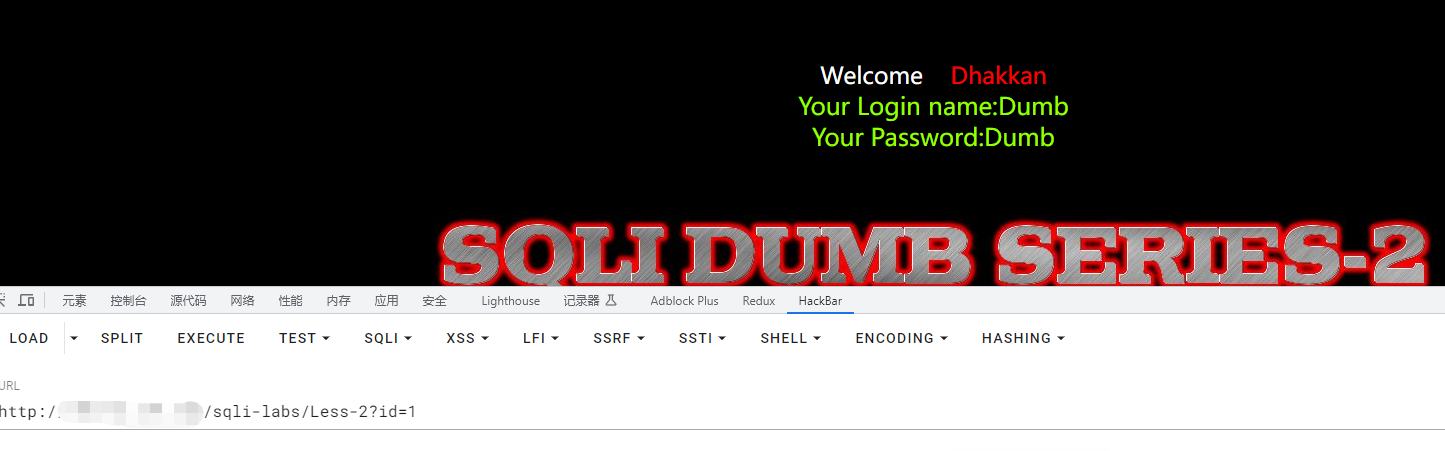 Welcome Dhakkan
Your Login name:Dumb
Your Password:Dumb
SQLI DUMB SERIES-2
元素 控制台 源代码 网络 性能 内存 应用 安全 Lighthouse 记录器 Adblock Plus Redux HackBar
LOAD SPLIT EXECUTE TEST SQLI XSS LFI SSRF SSTI SHELL ENCODING HASHING
URL
http:/ /sqli-labs/Less-2?id=1